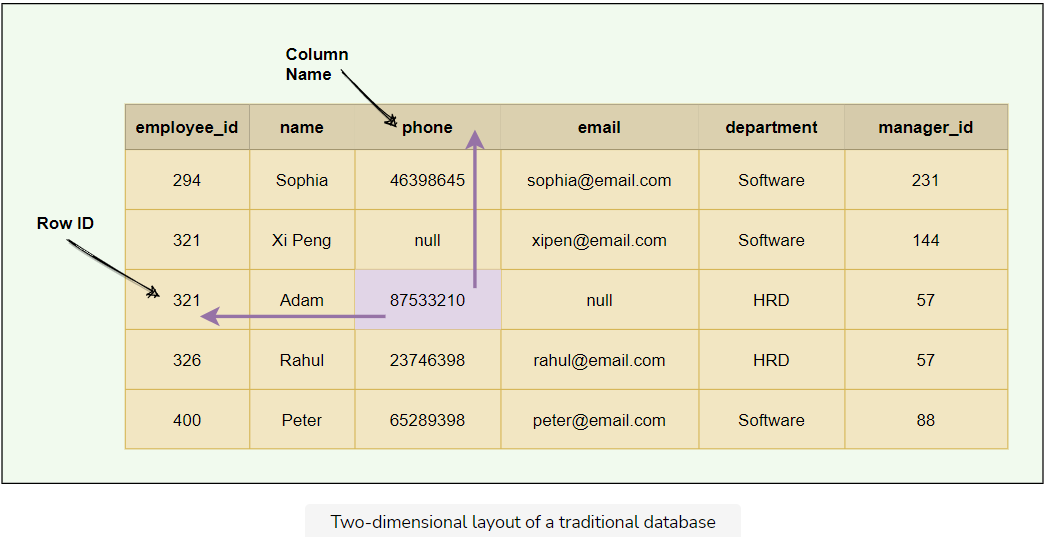 Column
Name
employee_id name phone email department manager_id
294 Sophia 46398645 sophia@email.com Software 231
Row ID
321 Xi Peng null xipen@email.com Software 144
321 Adam 87533210 null HRD 57
326 Rahul 23746398 rahul@email.com HRD 57
400 Peter 65289398 peter@email.com Software 88
Two-dimensional layout of a traditional database